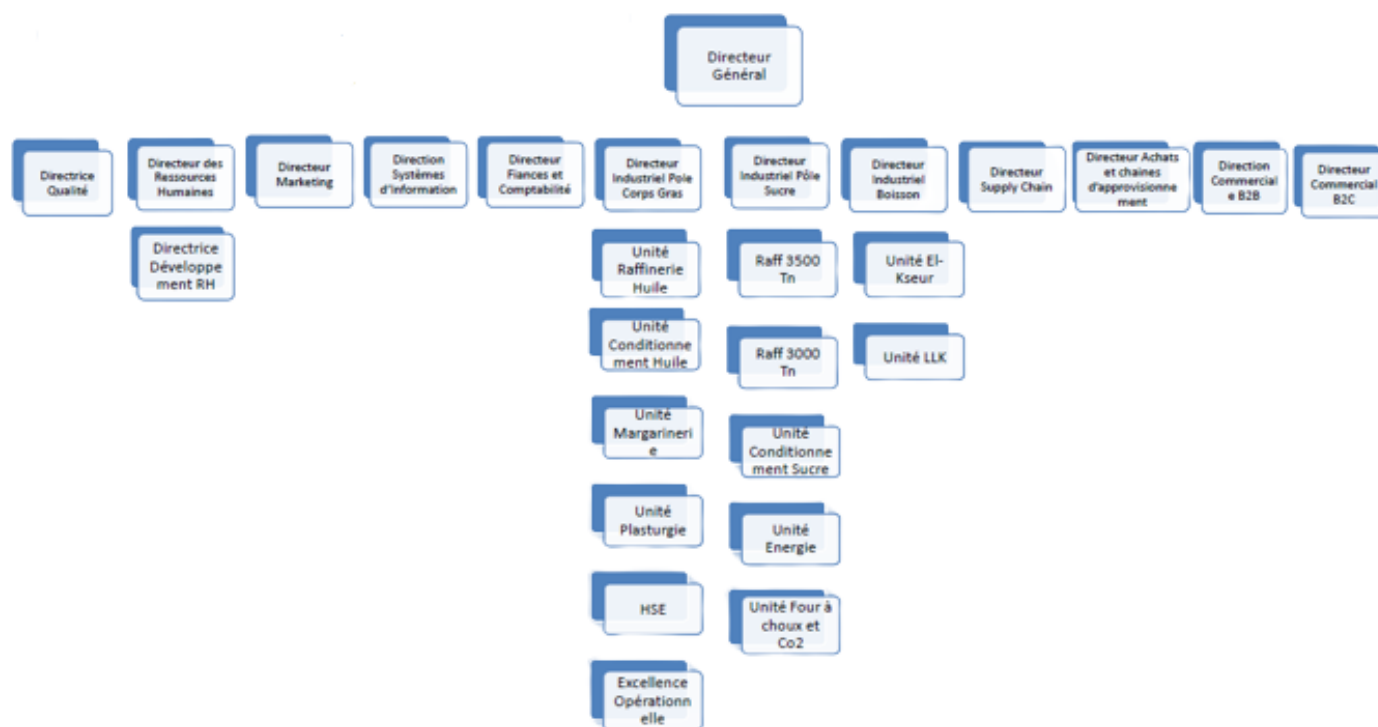 Directeur
Général
Directrice
Qualité
Directeur des
Ressources
Humaines
Directeur
Marketing
Direction
Systèmes
d'Information
Directeur
Fiances et
Comptabilité
Directeur
Industriel Pole
Corps Gras
Directeur
Industriel Pôle
Sucre
Directeur
Industriel
Boisson
Directeur
Supply Chain
Directeur Achats
et chaines
d'approvisionne
ment
Direction
Commercial
e B2B
Directeur
Commercial
B2C
Directrice
Développe
ment RH
Unité
Raffinerie
Huile
Raff 3500
Tn
Unité El-
Kseur
Unité
Conditionne
ment Huile
Raff 3000
Tn
Unité LLK
Unité
Margarineri
e
Unité
Conditionne
ment Sucre
Unité
Plasturgie
Unité
Energie
HSE
Unité Four à
choux et
Co2
Excellence
Opérationn
elle